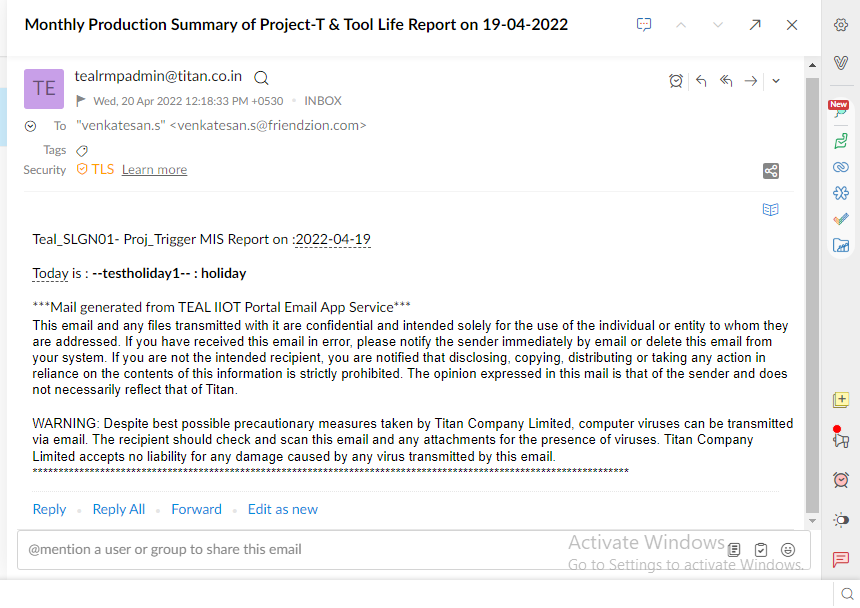 Monthly Production Summary of Project-T & Tool Life Report on 19-04-2022
TE
tealrmpadmin@titan.co.in
Wed, 20 Apr 2022 12:18:33 PM +0530 • INBOX
To "venkatesan.s" <venkatesan.s@friendzion.com>
Tags
Security TLS Learn more
New
Teal_SLGN01- Proj_Trigger MIS Report on :2022-04-19
Today is : --testholiday1-- : holiday
***Mail generated from TEAL IIOT Portal Email App Service***
This email and any files transmitted with it are confidential and intended solely for the use of the individual or entity to whom they
are addressed. If you have received this email in error, please notify the sender immediately by email or delete this email from
your system. If you are not the intended recipient, you are notified that disclosing, copying, distributing or taking any action in
reliance on the contents of this information is strictly prohibited. The opinion expressed in this mail is that of the sender and does
not necessarily reflect that of Titan.
WARNING: Despite best possible precautionary measures taken by Titan Company Limited, computer viruses can be transmitted
via email. The recipient should check and scan this email and any attachments for the presence of viruses. Titan Company
Limited accepts no liability for any damage caused by any virus transmitted by this email.
**********************************************************************************************************************
Reply • Reply All • Forward • Edit as new
@mention a user or group to share this email
Activate Windows
Go to Settings to activate Windows.